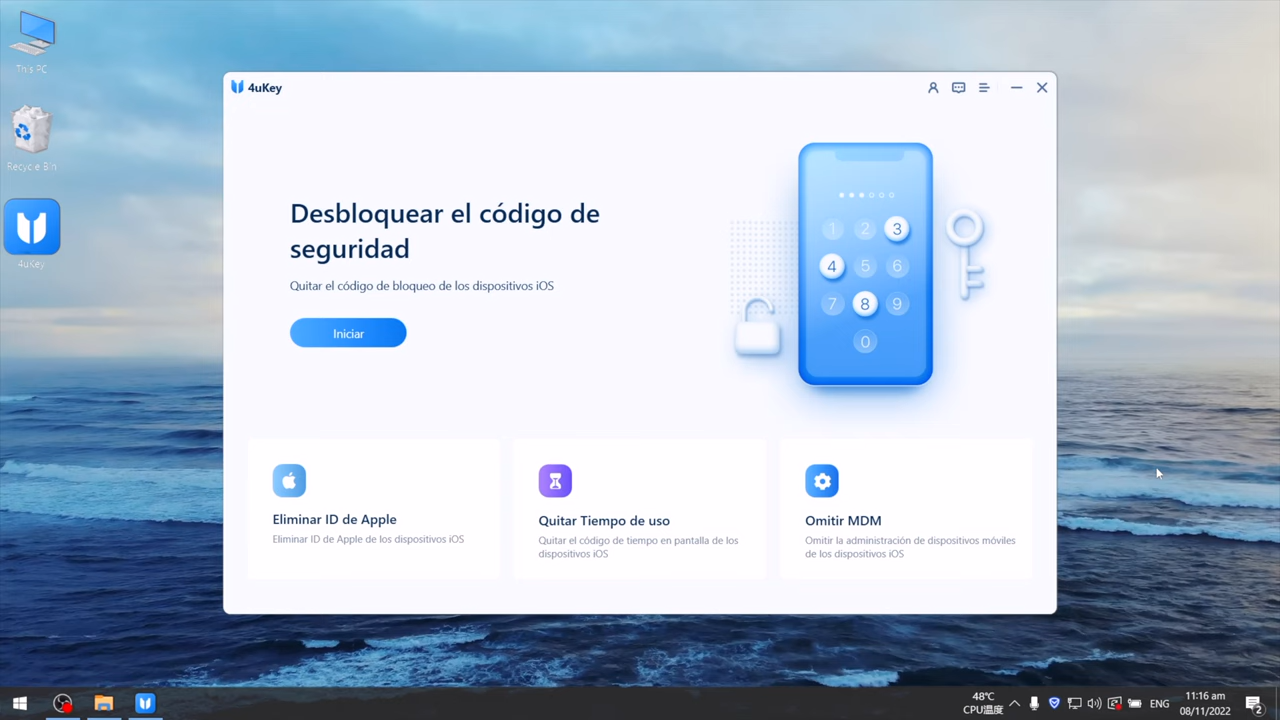 This PC
Recycle Bin
4uKey
4uKey
Desbloquear el código de
seguridad
Quitar el código de bloqueo de los dispositivos iOS
Iniciar
1 2 3
4 5 6
7 8 9
0
Eliminar ID de Apple
Eliminar ID de Apple de los dispositivos iOS
Quitar Tiempo de uso
Quitar el código de tiempo en pantalla de los
dispositivos iOS
Omitir MDM
Omitir la administración de dispositivos móviles
de los dispositivos iOS
48℃
CPU温度
ENG
11:16 am
08/11/2022
2